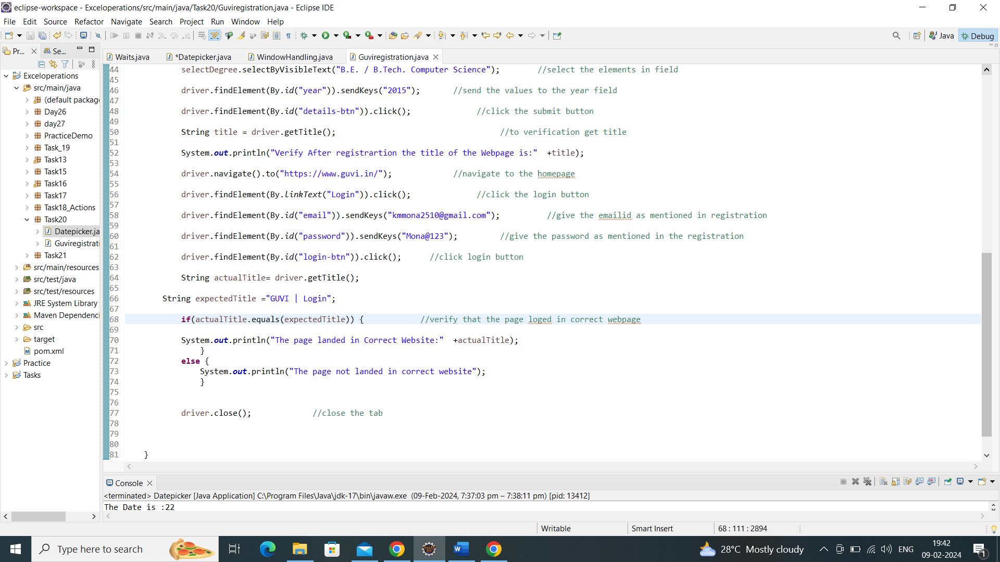 eclipse-workspace - Exceloperations/src/main/java/Task20/Guviregistration.java - Eclipse IDE
File Edit Source Refactor Navigate Search Project Run Window Help
Java Debug
Pr... Se...
Exceloperations
src/main/java
(default package
Day26
day27
PracticeDemo
Task_19
Task13
Task15
Task16
Task17
Task18_Actions
Task20
Datepicker.ja
Guviregistrati
Task21
src/main/resources
src/test/java
src/test/resources
JRE System Library
Maven Dependenci
src
target
pom.xml
Practice
Tasks
Waits.java *Datepicker.java WindowHandling.java Guviregistration.java
44 selectDegree.selectByVisibleText("B.E. / B.Tech. Computer Science"); //select the elements in field
45
46 driver.findElement(By.id("year")).sendKeys("2015"); //send the values to the year field
47
48 driver.findElement(By.id("details-btn")).click(); //click the submit button
49
50 String title = driver.getTitle(); //to verification get title
51
52 System.out.println("Verify After registrartion the title of the Webpage is:" +title);
53
54 driver.navigate().to("https://www.guvi.in/"); //navigate to the homepage
55
56 driver.findElement(By.linkText("Login")).click(); //click the login button
57
58 driver.findElement(By.id("email")).sendKeys("kmmona2510@gmail.com"); //give the emailid as mentioned in registration
59
60 driver.findElement(By.id("password")).sendKeys("Mona@123"); //give the password as mentioned in the registration
61
62 driver.findElement(By.id("login-btn")).click(); //click login button
63
64 String actualTitle= driver.getTitle();
65
66 String expectedTitle ="GUVI | Login";
67
68 if(actualTitle.equals(expectedTitle)) { //verify that the page loged in correct webpage
69
70 System.out.println("The page landed in Correct Website:" +actualTitle);
71 }
72 else {
73 System.out.println("The page not landed in correct website");
74 }
75
76
77 driver.close(); //close the tab
78
79
80
81 }
Console
<terminated> Datepicker [Java Application] C:\Program Files\Java\jdk-17\bin\javaw.exe (09-Feb-2024, 7:37:03 pm – 7:38:11 pm) [pid: 13412]
The Date is :22
Writable Smart Insert 68 : 111 : 2894
Type here to search 28°C Mostly cloudy ENG 19:42
09-02-2024 1